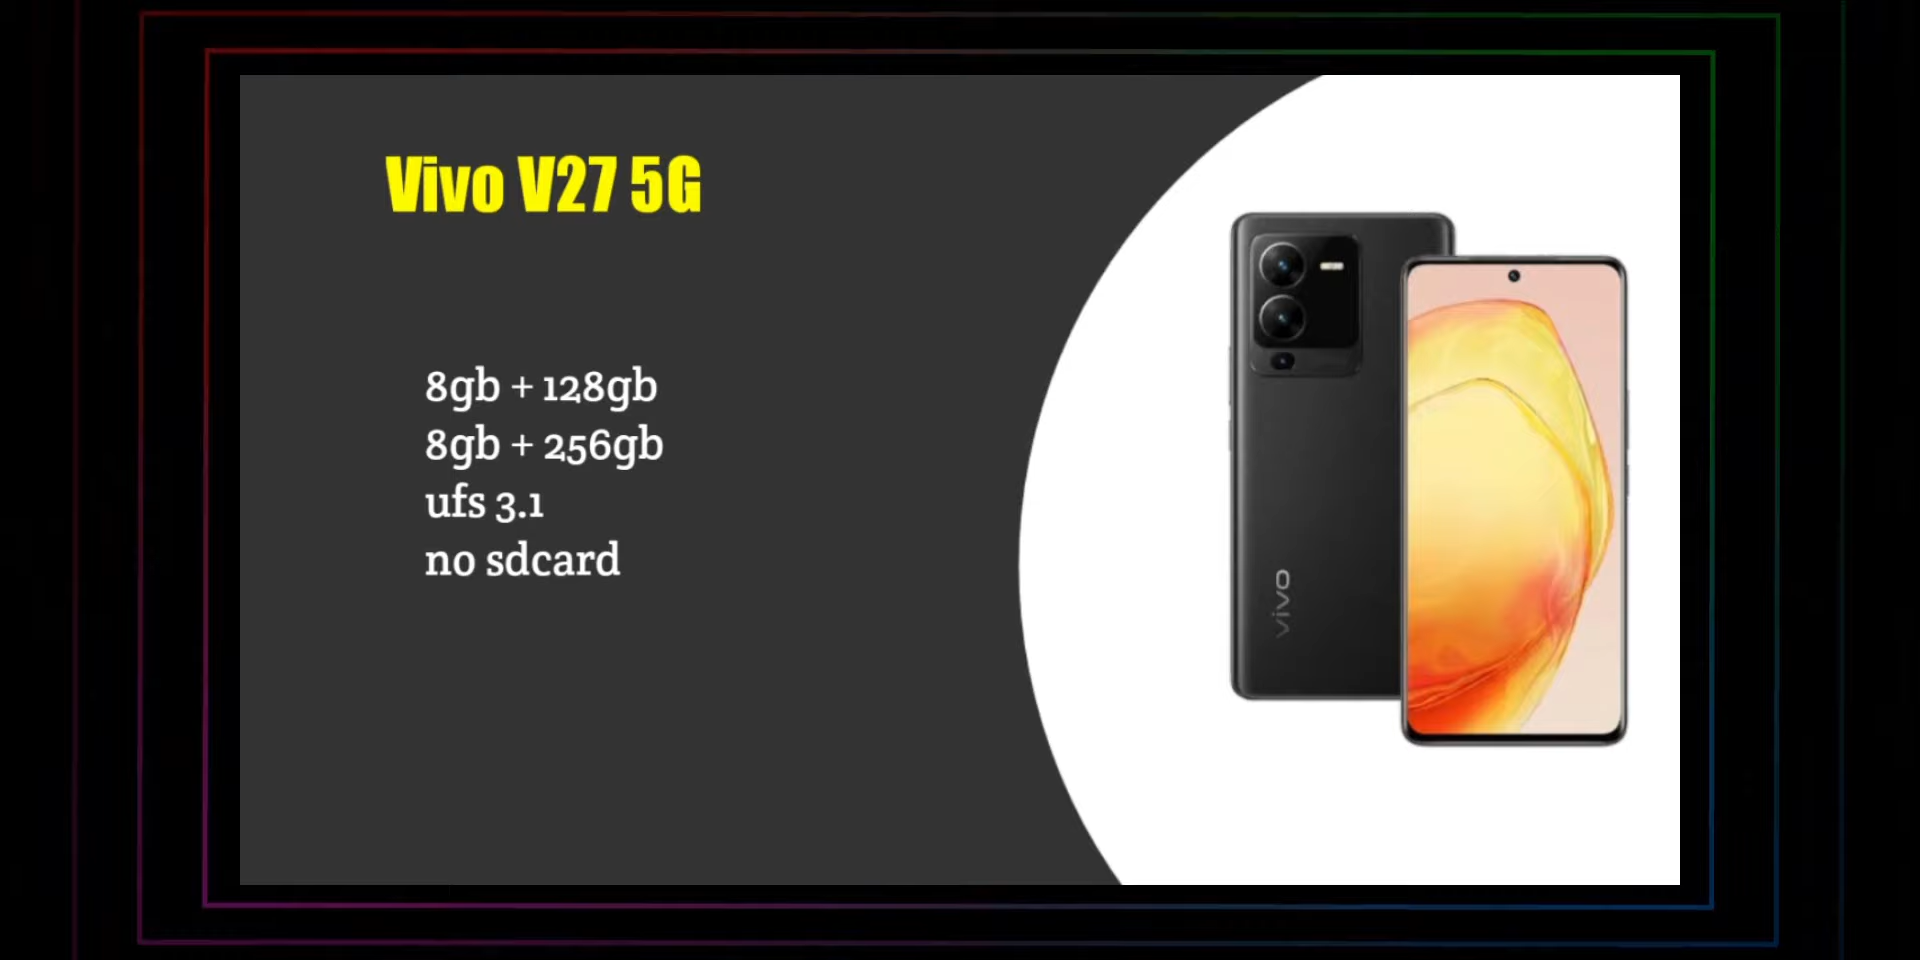 Vivo V27 5G
8gb + 128gb
8gb + 256gb
ufs 3.1
no sdcard
vivo